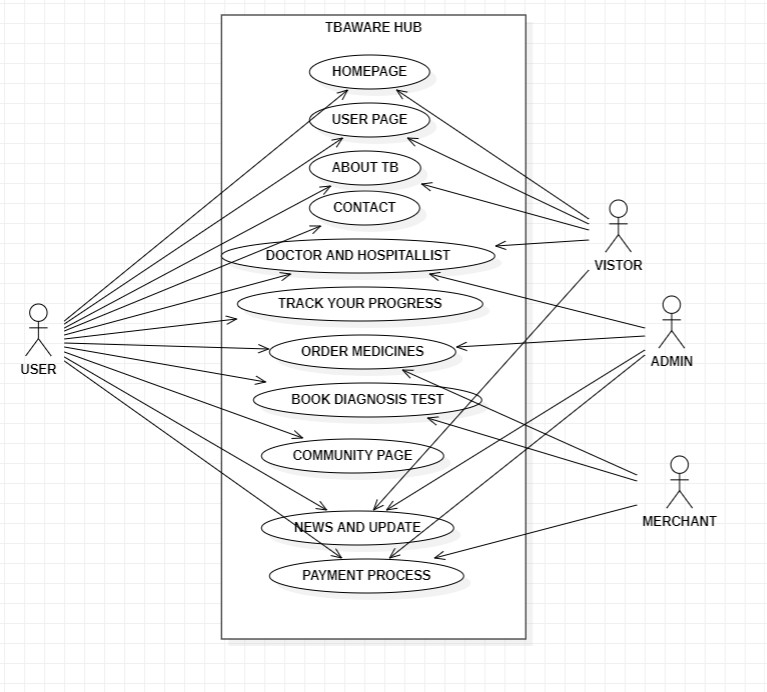 TBAWARE HUB
HOMEPAGE
USER PAGE
ABOUT TB
CONTACT
DOCTOR AND HOSPITALLIST
VISTOR
TRACK YOUR PROGRESS
ORDER MEDICINES
USER
ADMIN
BOOK DIAGNOSIS TEST
COMMUNITY PAGE
MERCHANT
NEWS AND UPDATE
PAYMENT PROCESS